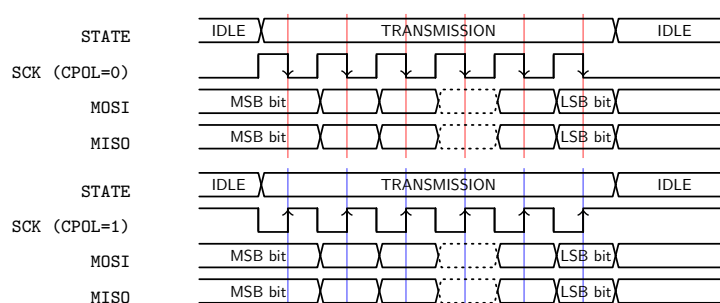 STATE IDLE TRANSMISSION IDLE
SCK (CPOL=0)
MOSI MSB bit LSB bit
MISO MSB bit LSB bit
STATE IDLE TRANSMISSION IDLE
SCK (CPOL=1)
MOSI MSB bit LSB bit
MISO MSB bit LSB bit